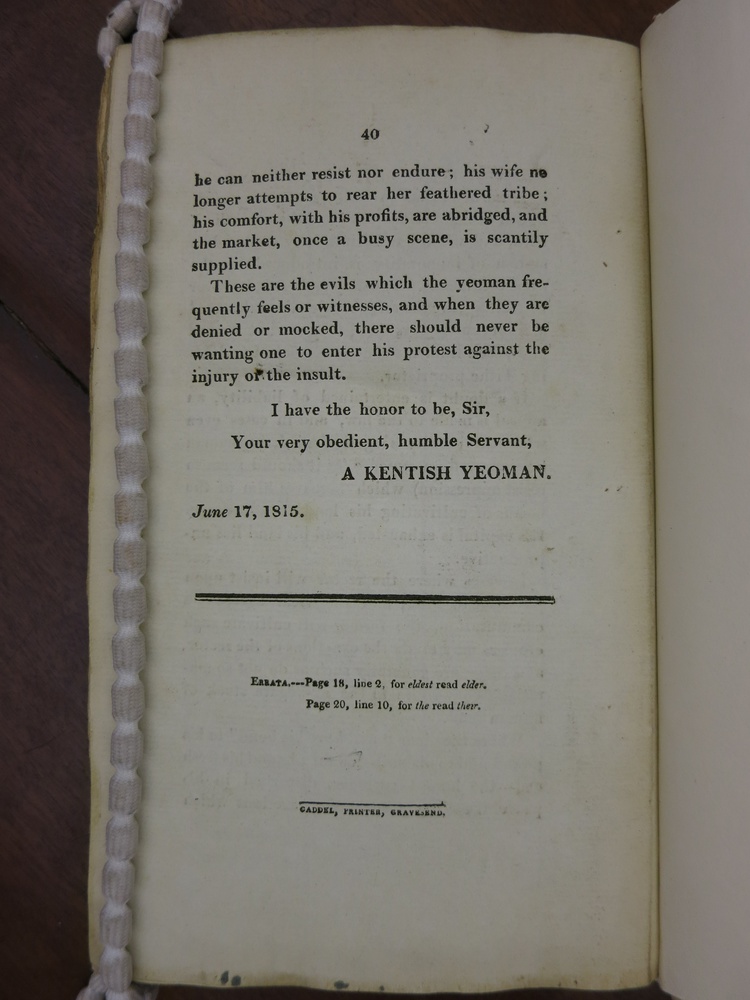 40
he can neither resist nor endure; his wife no
longer attempts to rear her feathered tribe;
his comfort, with his profits, are abridged, and
the market, once a busy scene, is scantily
supplied.
These are the evils which the yeoman fre-
quently feels or witnesses, and when they are
denied or mocked, there should never be
wanting one to enter his protest against the
injury or the insult.
I have the honor to be, Sir,
Your very obedient, humble Servant,
A KENTISH YEOMAN.
June 17, 1815.
ERRATA.---Page 18, line 2, for eldest read elder.
Page 20, line 10, for the read their.
CADDEL, PRINTER, GRAVESEND.